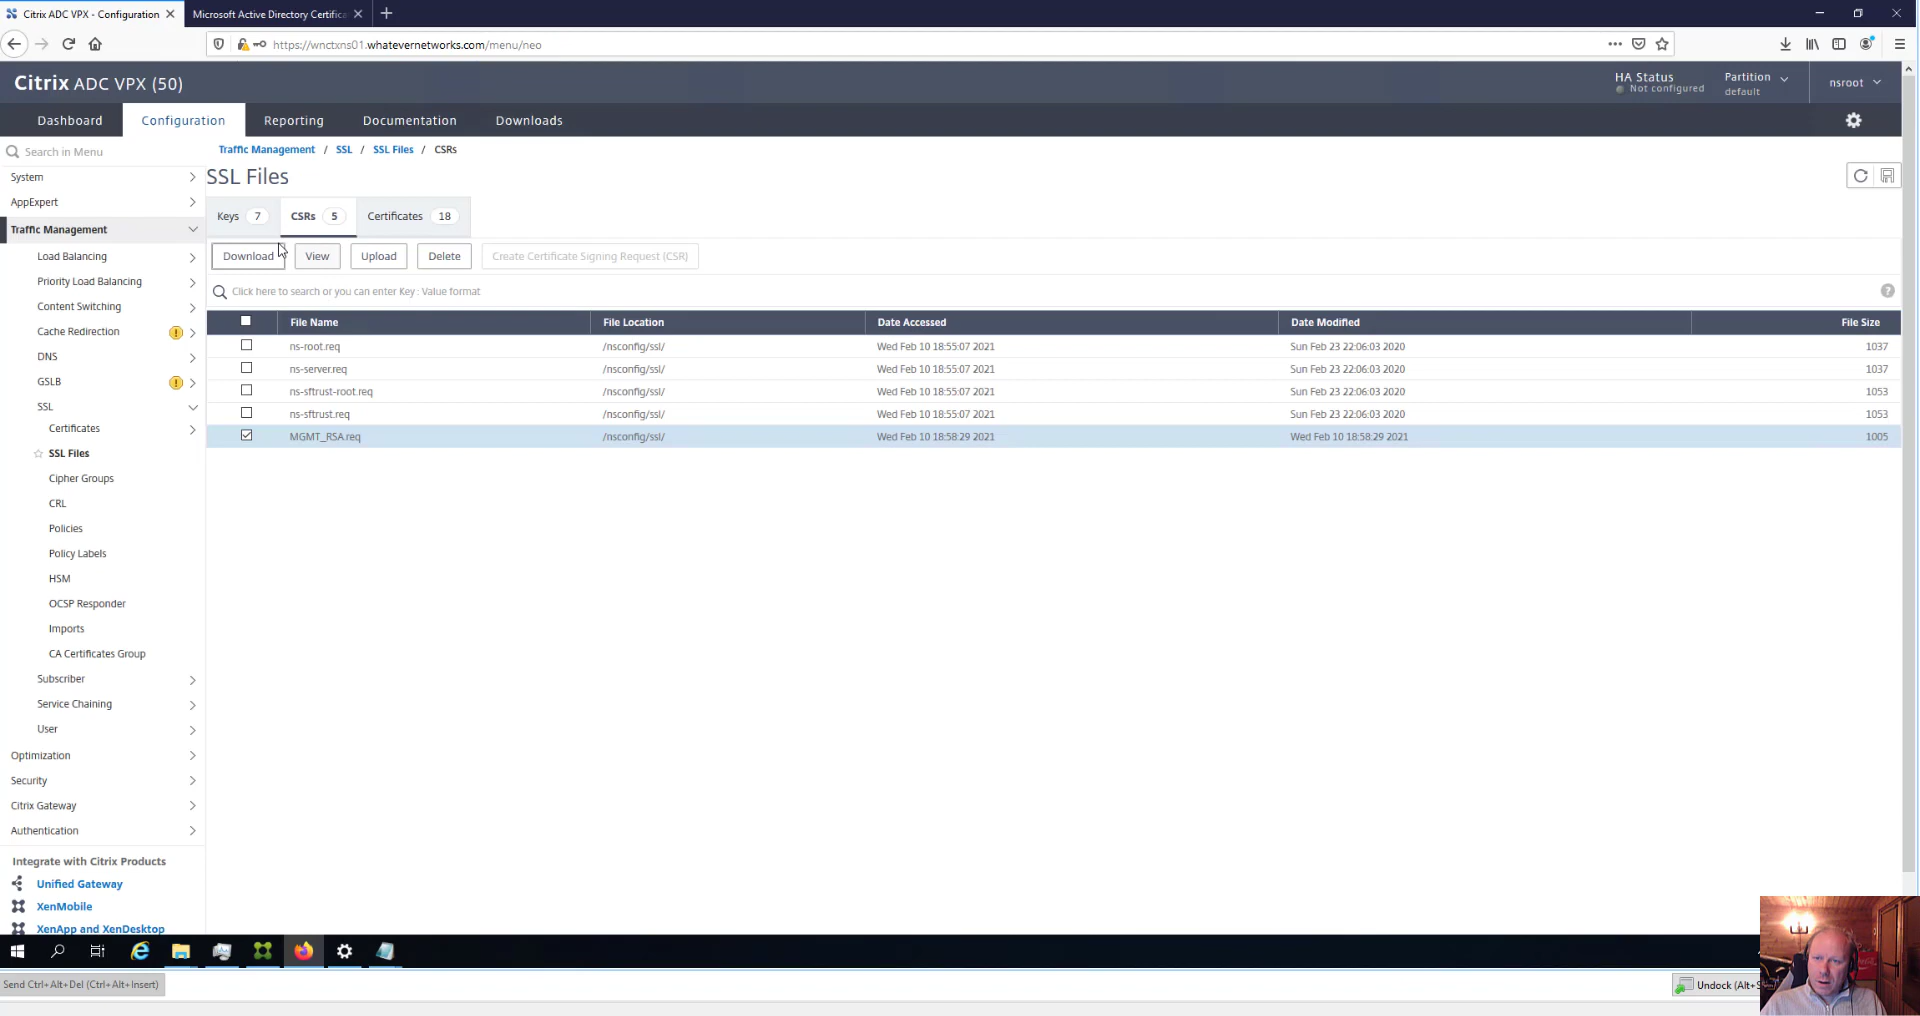 Citrix ADC VPX - Configuration
Microsoft Active Directory Certifica
https://wnctxns01.whatevernetworks.com/menu/neo
Citrix ADC VPX (50)
HA Status
Not configured
Partition
default
nsroot
Dashboard
Configuration
Reporting
Documentation
Downloads
Search in Menu
Traffic Management / SSL / SSL Files / CSRs
System
AppExpert
Traffic Management
Load Balancing
Priority Load Balancing
Content Switching
Cache Redirection
DNS
GSLB
SSL
Certificates
SSL Files
Cipher Groups
CRL
Policies
Policy Labels
HSM
OCSP Responder
Imports
CA Certificates Group
Subscriber
Service Chaining
User
Optimization
Security
Citrix Gateway
Authentication
Integrate with Citrix Products
Unified Gateway
XenMobile
XenApp and XenDesktop
SSL Files
Keys 7
CSRs 5
Certificates 18
Download
View
Upload
Delete
Create Certificate Signing Request (CSR)
Click here to search or you can enter Key : Value format
File Name File Location Date Accessed Date Modified File Size
ns-root.req /nsconfig/ssl/ Wed Feb 10 18:55:07 2021 Sun Feb 23 22:06:03 2020 1037
ns-server.req /nsconfig/ssl/ Wed Feb 10 18:55:07 2021 Sun Feb 23 22:06:03 2020 1037
ns-sftrust-root.req /nsconfig/ssl/ Wed Feb 10 18:55:07 2021 Sun Feb 23 22:06:03 2020 1053
ns-sftrust.req /nsconfig/ssl/ Wed Feb 10 18:55:07 2021 Sun Feb 23 22:06:03 2020 1053
MGMT_RSA.req /nsconfig/ssl/ Wed Feb 10 18:58:29 2021 Wed Feb 10 18:58:29 2021 1005
Send Ctrl+Alt+Del (Ctrl+Alt+Insert)
Undock (Alt+S